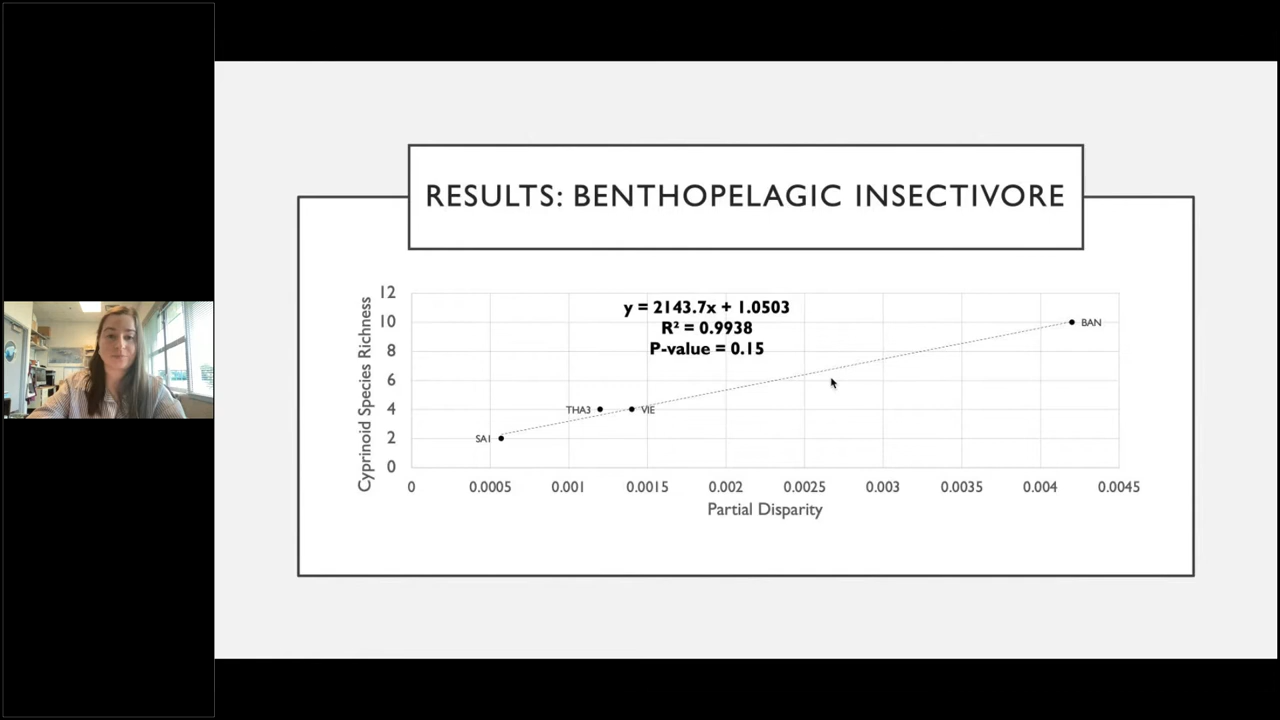 RESULTS: BENTHOPELAGIC INSECTIVORE
Cyprinoid Species Richness
12
10
8
6
4
2
0
y = 2143.7x + 1.0503
R² = 0.9938
P-value = 0.15
BAN
THA3
VIE
SA1
0 0.0005 0.001 0.0015 0.002 0.0025 0.003 0.0035 0.004 0.0045
Partial Disparity